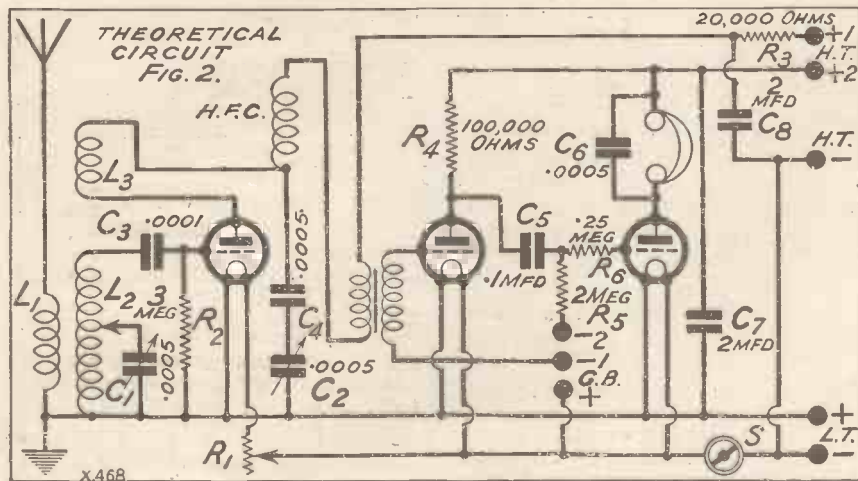 THEORETICAL
CIRCUIT
FIG. 2.
H.F.C.
L3
C3 .0001
L1
L2
3
MEG
R2
C1
.0005
.0005
C4
.0005
C2
R1
R4
100,000
OHMS
C5
.1MFD
C6
.0005
.25
MEG
R6
2MEG
R5
-2
-1
G.B.
+
20,000 OHMS
R3
+1
H.T.
+2
2
MFD
C8
H.T.
-
C7
2MFD
+
L.T.
-
S
X.468